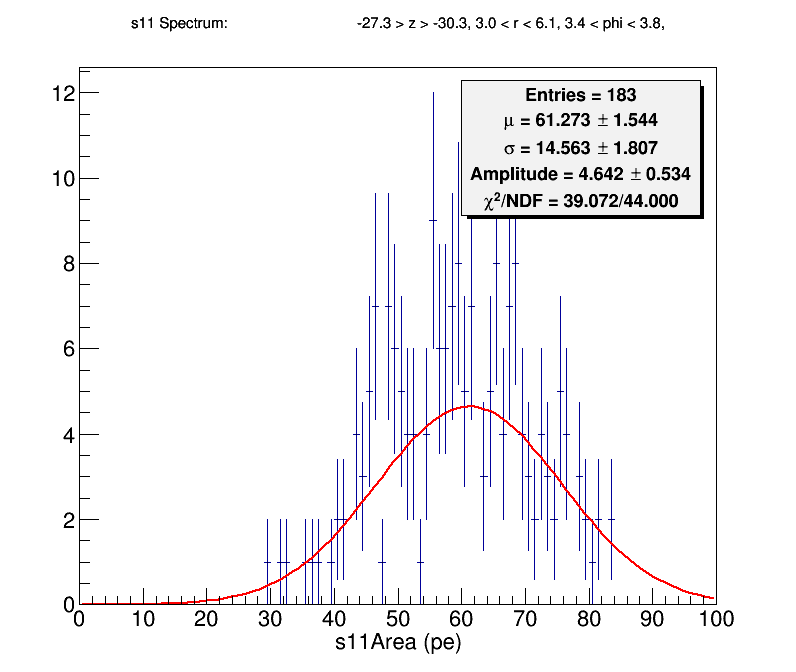 s11 Spectrum: -27.3 > z > -30.3, 3.0 < r < 6.1, 3.4 < phi < 3.8,
Entries = 183
μ = 61.273 ± 1.544
σ = 14.563 ± 1.807
Amplitude = 4.642 ± 0.534
χ²/NDF = 39.072/44.000
12
10
8
6
4
2
0
0 10 20 30 40 50 60 70 80 90 100
s11Area (pe)